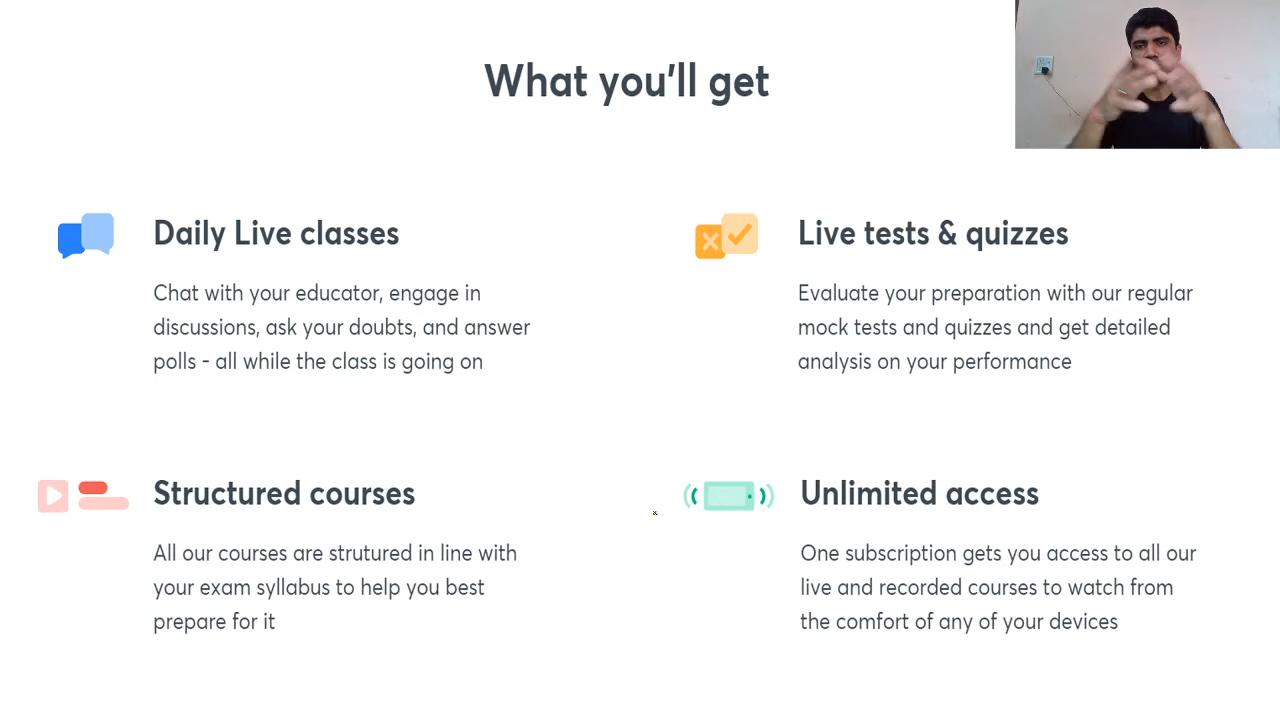 What you'll get
Daily Live classes
Chat with your educator, engage in
discussions, ask your doubts, and answer
polls - all while the class is going on
Live tests & quizzes
Evaluate your preparation with our regular
mock tests and quizzes and get detailed
analysis on your performance
Structured courses
All our courses are strutured in line with
your exam syllabus to help you best
prepare for it
Unlimited access
One subscription gets you access to all our
live and recorded courses to watch from
the comfort of any of your devices